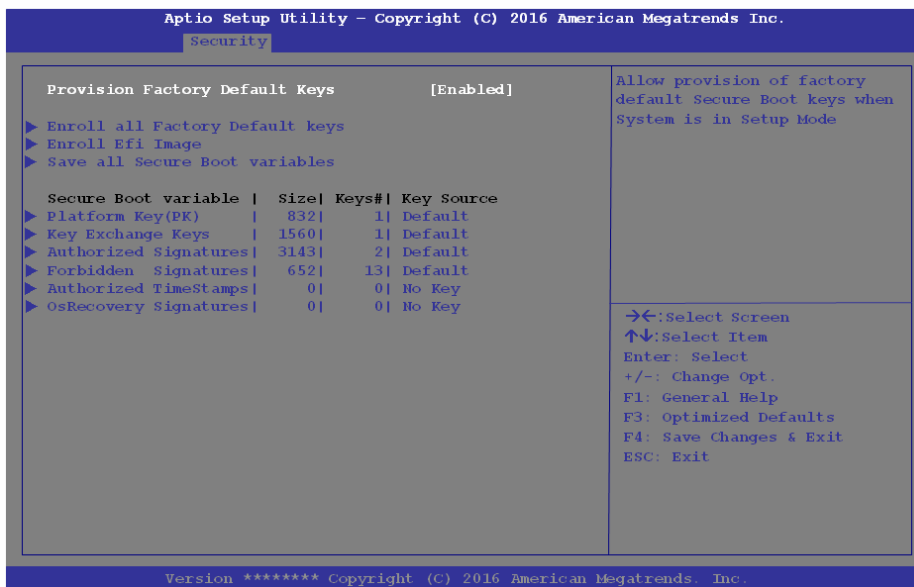 Aptio Setup Utility – Copyright (C) 2016 American Megatrends Inc.
Security
Provision Factory Default Keys [Enabled]
▶ Enroll all Factory Default keys
▶ Enroll Efi Image
▶ Save all Secure Boot variables
Secure Boot variable | Size| Keys#| Key Source
▶ Platform Key(PK) | 832| 1| Default
▶ Key Exchange Keys | 1560| 1| Default
▶ Authorized Signatures| 3143| 2| Default
▶ Forbidden Signatures| 652| 13| Default
▶ Authorized TimeStamps| 0| 0| No Key
▶ OsRecovery Signatures| 0| 0| No Key
Allow provision of factory
default Secure Boot keys when
System is in Setup Mode
→←:Select Screen
↑↓:Select Item
Enter: Select
+/-: Change Opt.
F1: General Help
F3: Optimized Defaults
F4: Save Changes & Exit
ESC: Exit
Version ******** Copyright (C) 2016 American Megatrends. Inc.